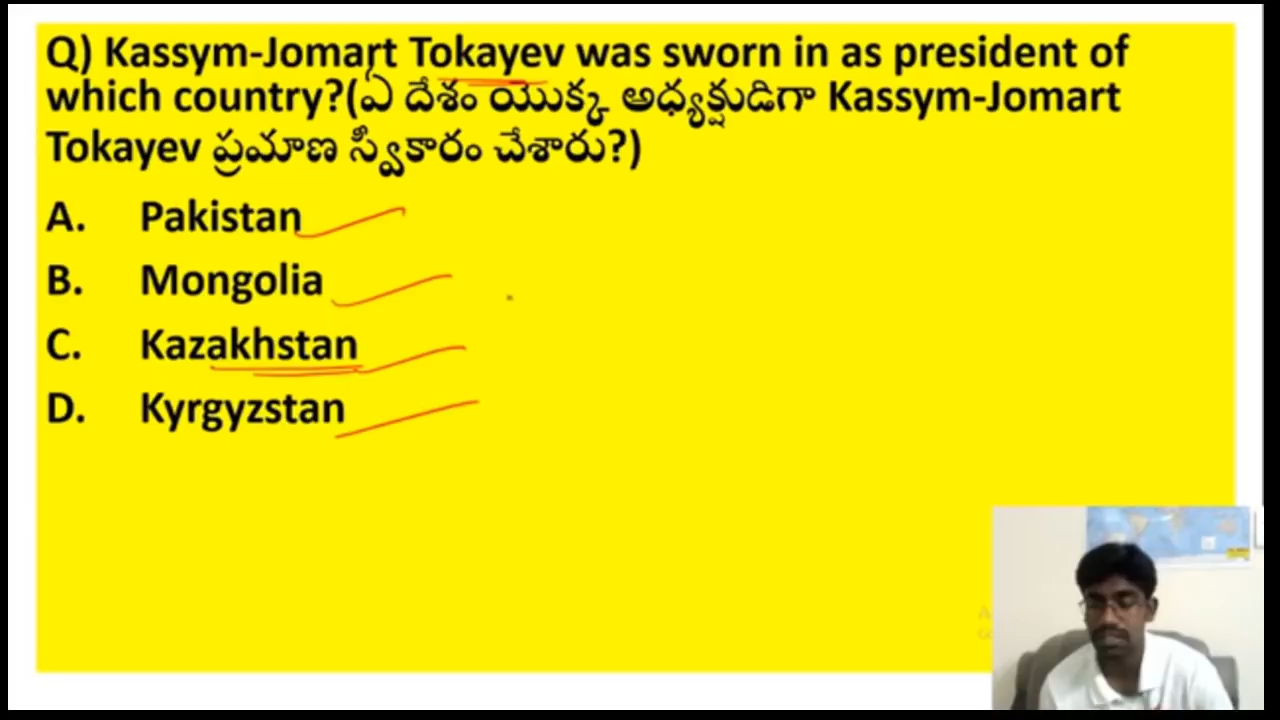 Q) Kassym-Jomart Tokayev was sworn in as president of
which country?(ఏ దేశం యొక్క అధ్యక్షుడిగా Kassym-Jomart
Tokayev ప్రమాణ స్వీకారం చేశారు?)
A. Pakistan
B. Mongolia
C. Kazakhstan
D. Kyrgyzstan